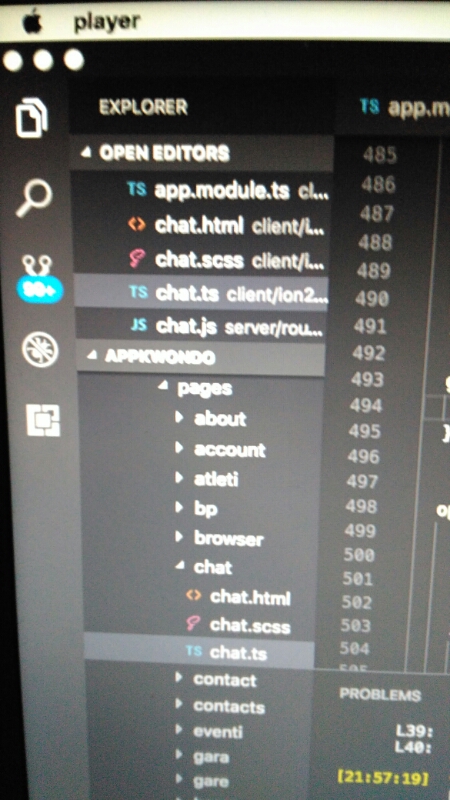 player
EXPLORER
TS app.m
OPEN EDITORS
TS app.module.ts cl...
<> chat.html client/i...
chat.scss client/i...
TS chat.ts client/ion2...
JS chat.js server/rou...
99+
APPKWONDO
pages
about
account
atleti
bp
browser
chat
<> chat.html
chat.scss
TS chat.ts
contact
contacts
eventi
gara
gare
485
486
487
488
489
490
491
492
493
494
495
496
497
498
499
500
501
502
503
504
505
}
PROBLEMS
L39:
L40:
[21:57:19]